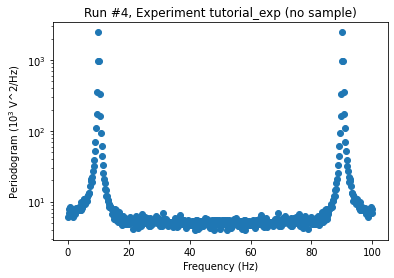 Run #4, Experiment tutorial_exp (no sample)
Periodogram (10³ V^2/Hz)
10³
10²
10¹
0 20 40 60 80 100
Frequency (Hz)